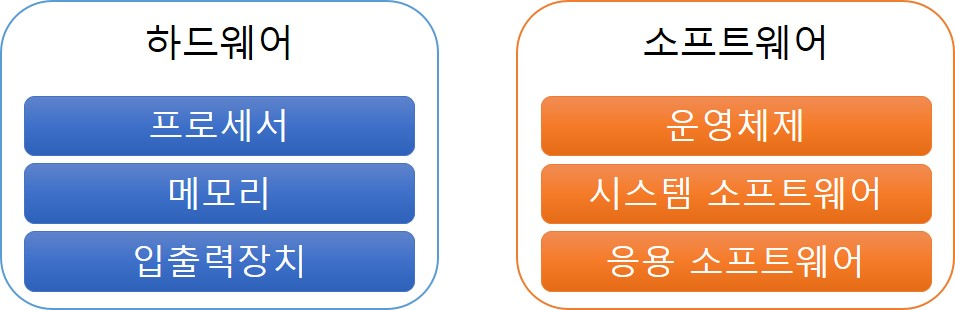 하드웨어
프로세서
메모리
입출력장치
소프트웨어
운영체제
시스템 소프트웨어
응용 소프트웨어